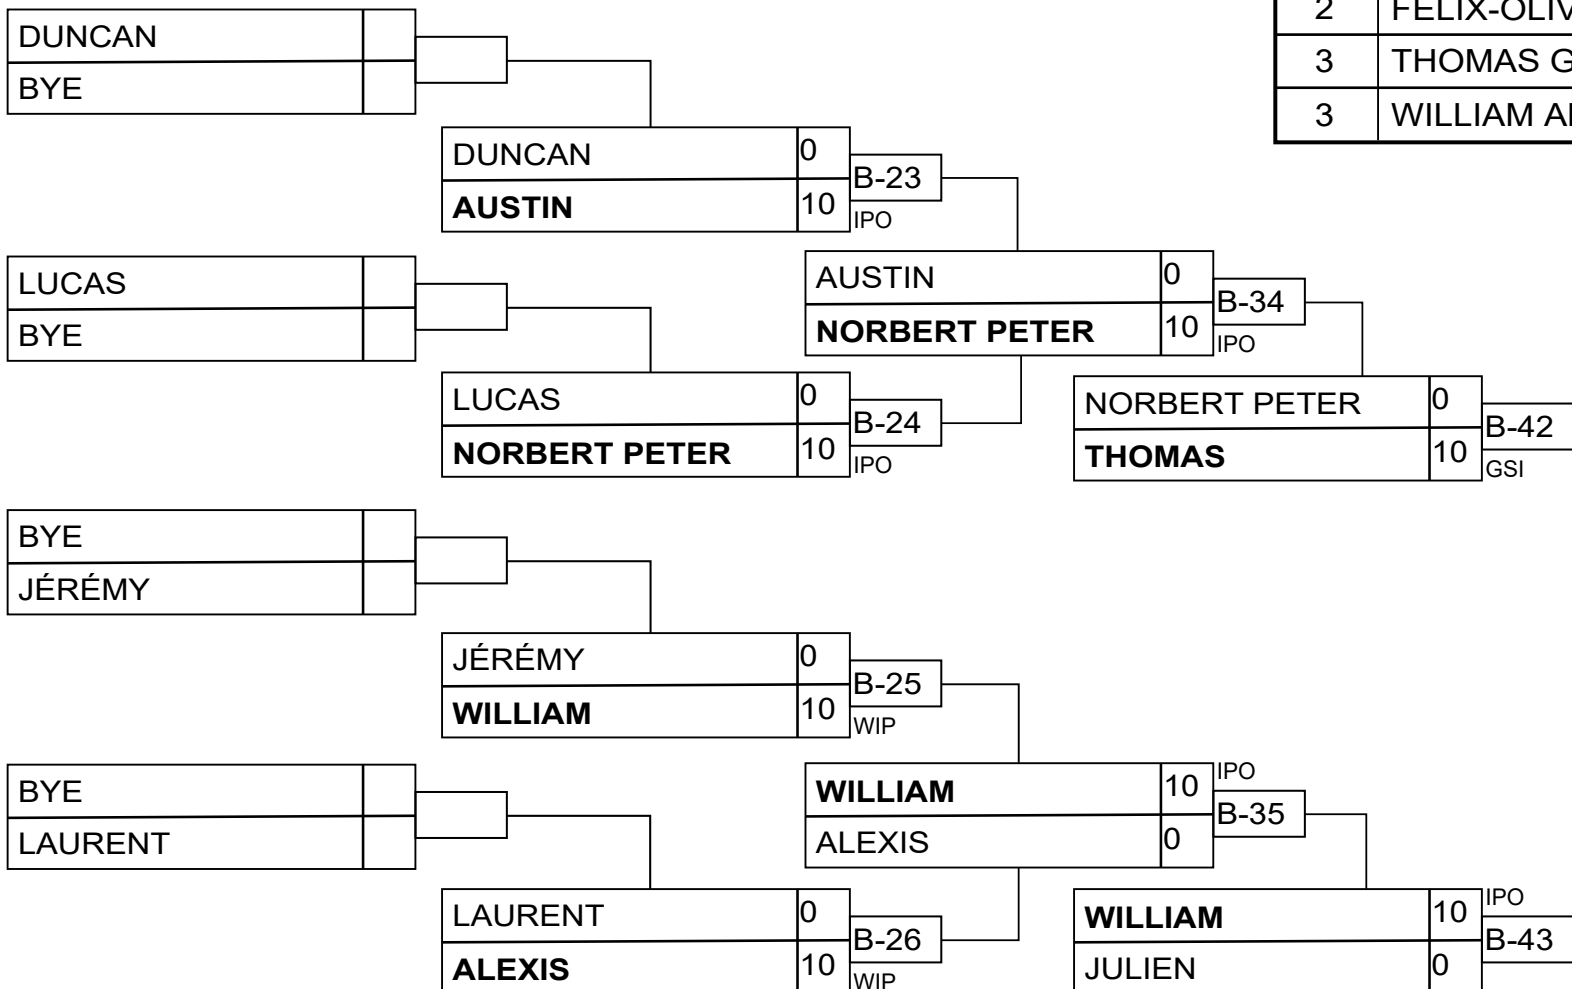 2 FELIX-OLIV
3 THOMAS G
3 WILLIAM
DUNCAN
BYE
DUNCAN 0
AUSTIN 10
B-23
IPO
LUCAS
BYE
AUSTIN 0
NORBERT PETER 10
B-34
IPO
LUCAS 0
NORBERT PETER 10
B-24
IPO
NORBERT PETER 0
THOMAS 10
B-42
GSI
BYE
JÉRÉMY
JÉRÉMY 0
WILLIAM 10
B-25
WIP
BYE
LAURENT
WILLIAM 10
ALEXIS 0
IPO
B-35
LAURENT 0
ALEXIS 10
B-26
WIP
WILLIAM 10
JULIEN 0
IPO
B-43